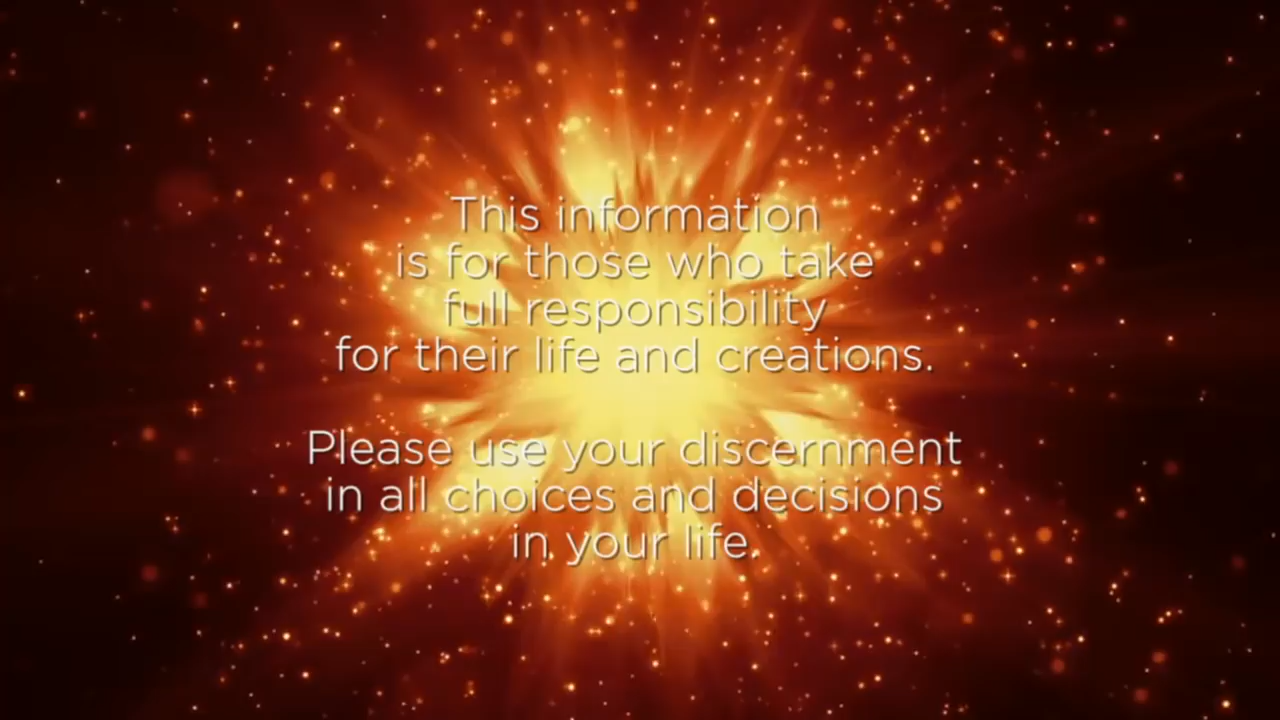 This information
is for those who take
full responsibility
for their life and creations.
Please use your discernment
in all choices and decisions
in your life.